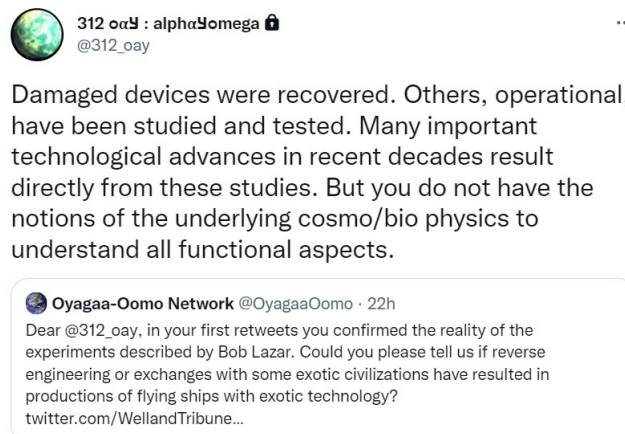 312 oαy : alphαyomega
@312_oay
Damaged devices were recovered. Others, operational,
have been studied and tested. Many important
technological advances in recent decades result
directly from these studies. But you do not have the
notions of the underlying cosmo/bio physics to
understand all functional aspects.
Oyagaa-Oomo Network @OyagaaOomo · 22h
Dear @312_oay, in your first retweets you confirmed the reality of the
experiments described by Bob Lazar. Could you please tell us if reverse
engineering or exchanges with some exotic civilizations have resulted in
productions of flying ships with exotic technology?
twitter.com/WellandTribune…